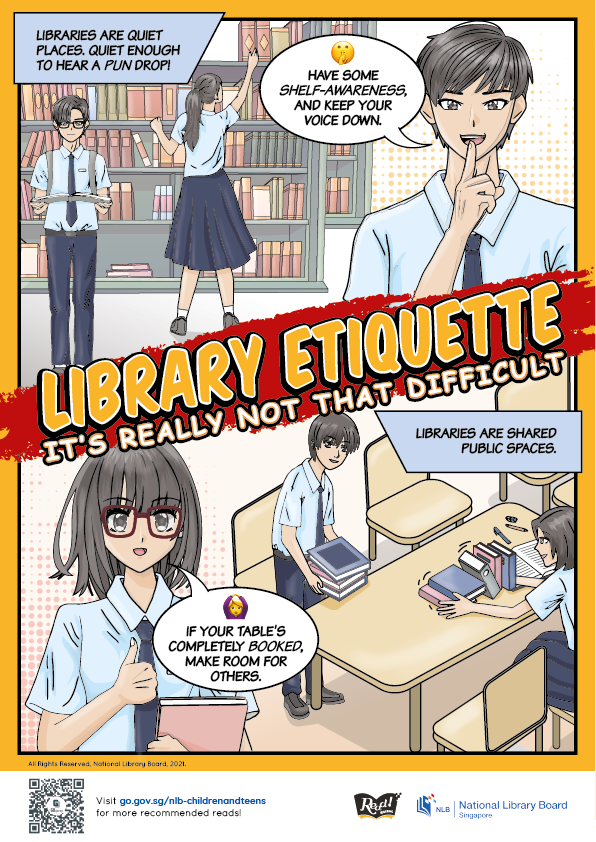 LIBRARIES ARE QUIET
PLACES. QUIET ENOUGH
TO HEAR A PUN DROP!
HAVE SOME
SHELF-AWARENESS,
AND KEEP YOUR
VOICE DOWN.
LIBRARY ETIQUETTE
IT'S REALLY NOT THAT DIFFICULT
LIBRARIES ARE SHARED
PUBLIC SPACES.
IF YOUR TABLE'S
COMPLETELY BOOKED,
MAKE ROOM FOR
OTHERS.
All Rights Reserved, National Library Board, 2021.
Visit go.gov.sg/nlb-childrenandteens
for more recommended reads!
Read!
NLB
National Library Board
Singapore